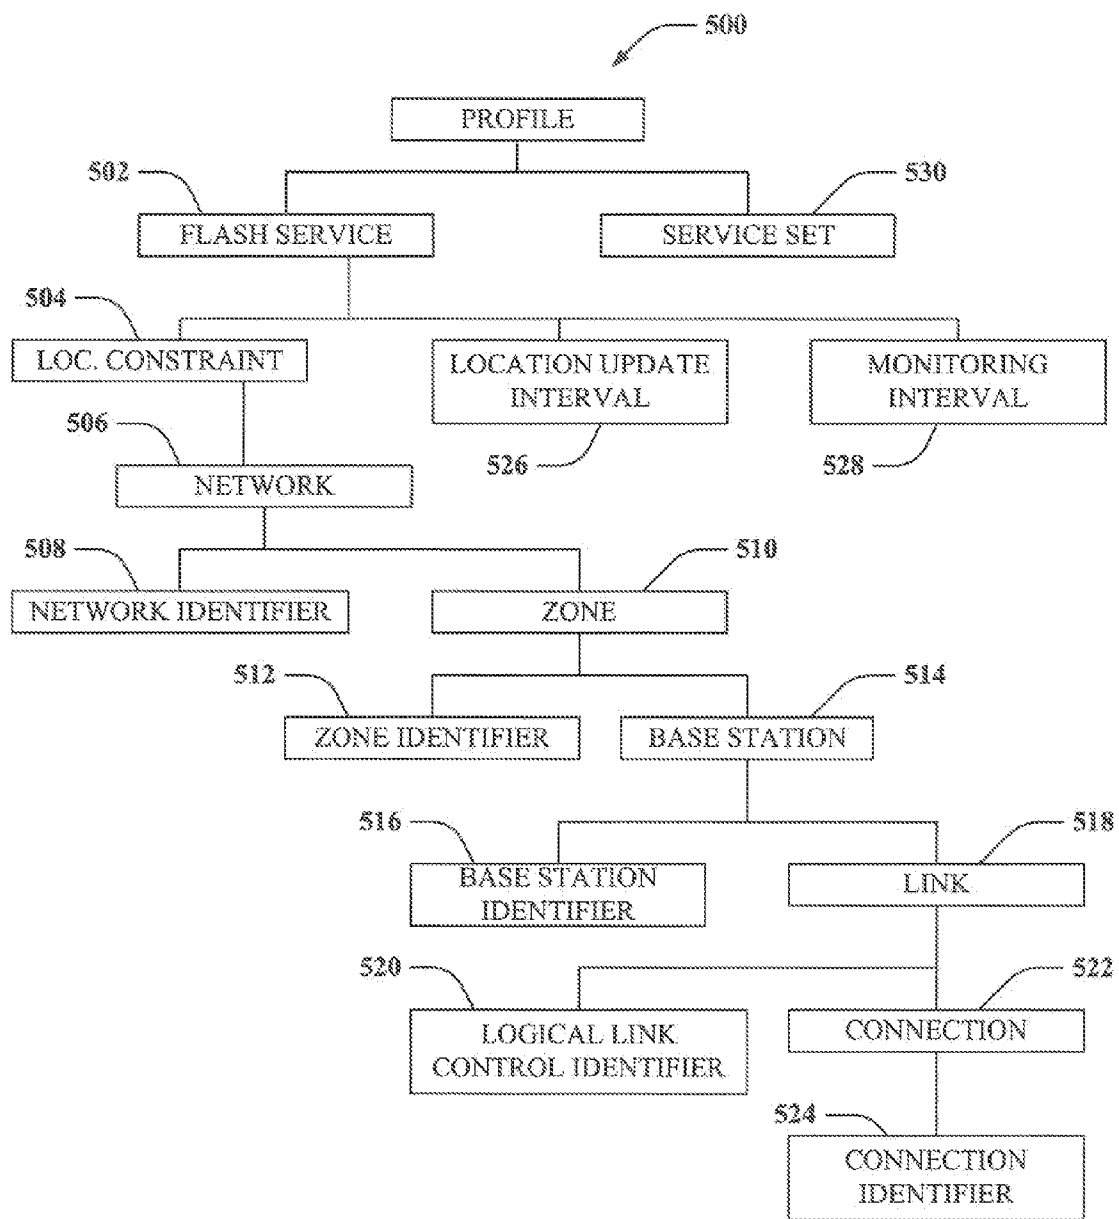 500
PROFILE
502
530
FLASH SERVICE
SERVICE SET
504
LOC. CONSTRAINT
LOCATION UPDATE
INTERVAL
MONITORING
INTERVAL
506
526
528
NETWORK
508
510
NETWORK IDENTIFIER
ZONE
512
514
ZONE IDENTIFIER
BASE STATION
516
518
BASE STATION
IDENTIFIER
LINK
520
522
LOGICAL LINK
CONTROL IDENTIFIER
CONNECTION
524
CONNECTION
IDENTIFIER